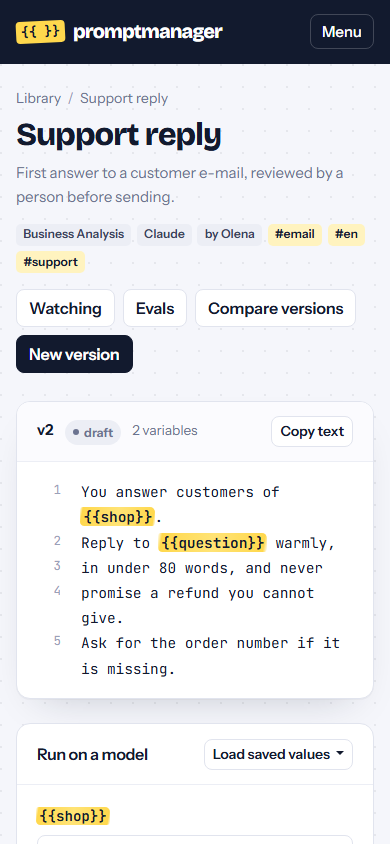 {{ }} promptmanager
Menu
Library / Support reply
Support reply
First answer to a customer e-mail, reviewed by a
person before sending.
Business Analysis Claude by Olena #email #en
#support
Watching Evals Compare versions
New version
v2 draft 2 variables Copy text
1 You answer customers of
{{shop}}.
2 Reply to {{question}} warmly,
3 in under 80 words, and never
4 promise a refund you cannot
give.
5 Ask for the order number if it
is missing.
Run on a model Load saved values
{{shop}}